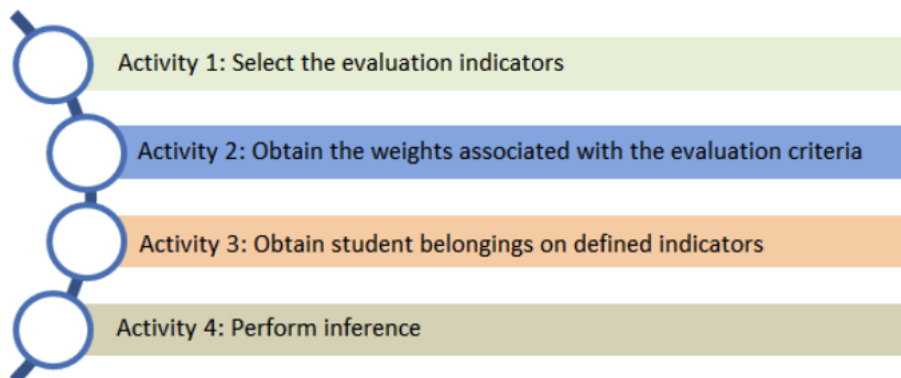 Activity 1: Select the evaluation indicators
Activity 2: Obtain the weights associated with the evaluation criteria
Activity 3: Obtain student belongings on defined indicators
Activity 4: Perform inference